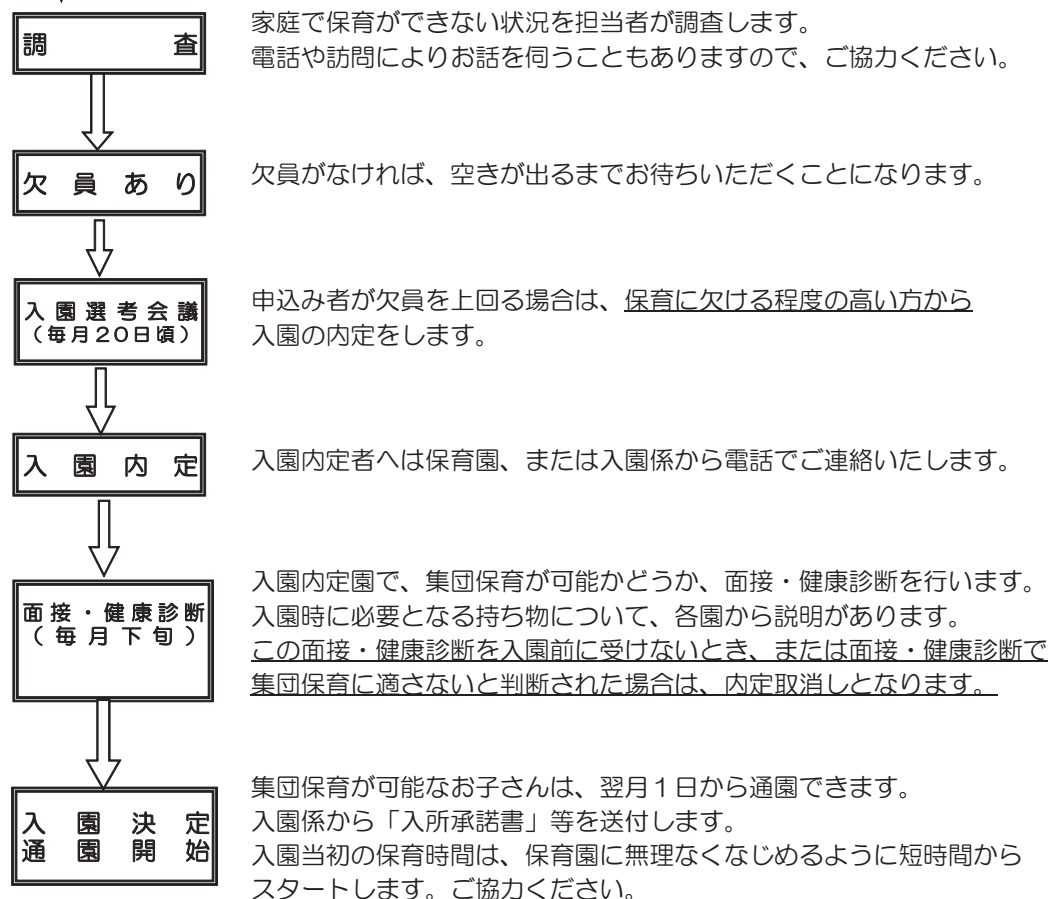 調査
家庭で保育ができない状況を担当者が調査します。
電話や訪問によりお話を伺うこともありますので、ご協力ください。
欠員あり
欠員がなければ、空きが出るまでお待ちいただくことになります。
入園選考会議
（毎月20日頃）
申込み者が欠員を上回る場合は、保育に欠ける程度の高い方から
入園の内定をします。
入園内定
入園内定者へは保育園、または入園係から電話でご連絡いたします。
面接・健康診断
（毎月下旬）
入園内定園で、集団保育が可能かどうか、面接・健康診断を行います。
入園時に必要となる持ち物について、各園から説明があります。
この面接・健康診断を入園前に受けないとき、または面接・健康診断で
集団保育に適さないと判断された場合は、内定取消しとなります。
入園決定
通園開始
集団保育が可能なお子さんは、翌月1日から通園できます。
入園係から「入所承諾書」等を送付します。
入園当初の保育時間は、保育園に無理なくなじめるように短時間から
スタートします。ご協力ください。